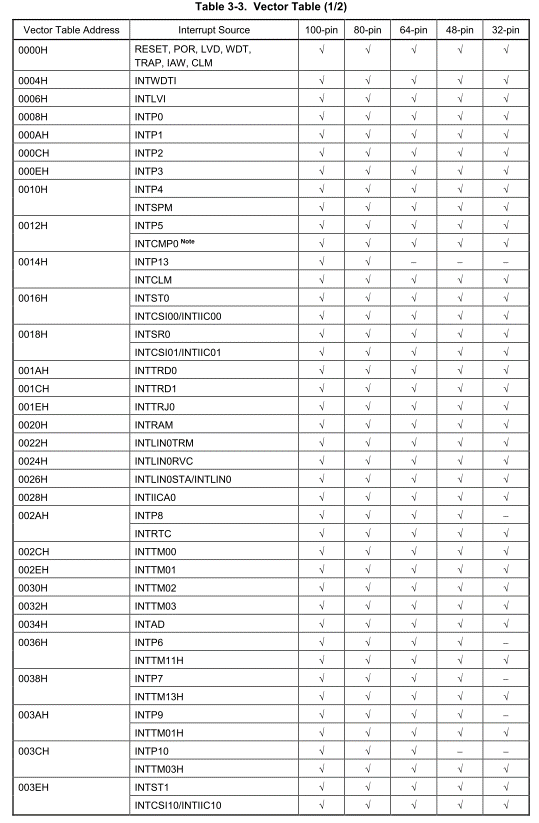 Table 3-3. Vector Table (1/2)
Vector Table Address Interrupt Source 100-pin 80-pin 64-pin 48-pin 32-pin
0000H RESET, POR, LVD, WDT, √ √ √ √ √
TRAP, IAW, CLM
0004H INTWDTI √ √ √ √ √
0006H INTLVI √ √ √ √ √
0008H INTP0 √ √ √ √ √
000AH INTP1 √ √ √ √ √
000CH INTP2 √ √ √ √ √
000EH INTP3 √ √ √ √ √
0010H INTP4 √ √ √ √ √
INTSPM √ √ √ √ √
0012H INTP5 √ √ √ √ √
INTCMP0 Note √ √ √ √ √
0014H INTP13 √ √ – – –
INTCLM √ √ √ √ √
0016H INTST0 √ √ √ √ √
INTCSI00/INTIIC00 √ √ √ √ √
0018H INTSR0 √ √ √ √ √
INTCSI01/INTIIC01 √ √ √ √ √
001AH INTTRD0 √ √ √ √ √
001CH INTTRD1 √ √ √ √ √
001EH INTTRJ0 √ √ √ √ √
0020H INTRAM √ √ √ √ √
0022H INTLIN0TRM √ √ √ √ √
0024H INTLIN0RVC √ √ √ √ √
0026H INTLIN0STA/INTLIN0 √ √ √ √ √
0028H INTIICA0 √ √ √ √ √
002AH INTP8 √ √ √ √ –
INTRTC √ √ √ √ √
002CH INTTM00 √ √ √ √ √
002EH INTTM01 √ √ √ √ √
0030H INTTM02 √ √ √ √ √
0032H INTTM03 √ √ √ √ √
0034H INTAD √ √ √ √ √
0036H INTP6 √ √ √ √ –
INTTM11H √ √ √ √ √
0038H INTP7 √ √ √ √ –
INTTM13H √ √ √ √ √
003AH INTP9 √ √ √ √ –
INTTM01H √ √ √ √ √
003CH INTP10 √ √ √ – –
INTTM03H √ √ √ √ √
003EH INTST1 √ √ √ √ √
INTCSI10/INTIIC10 √ √ √ √ √